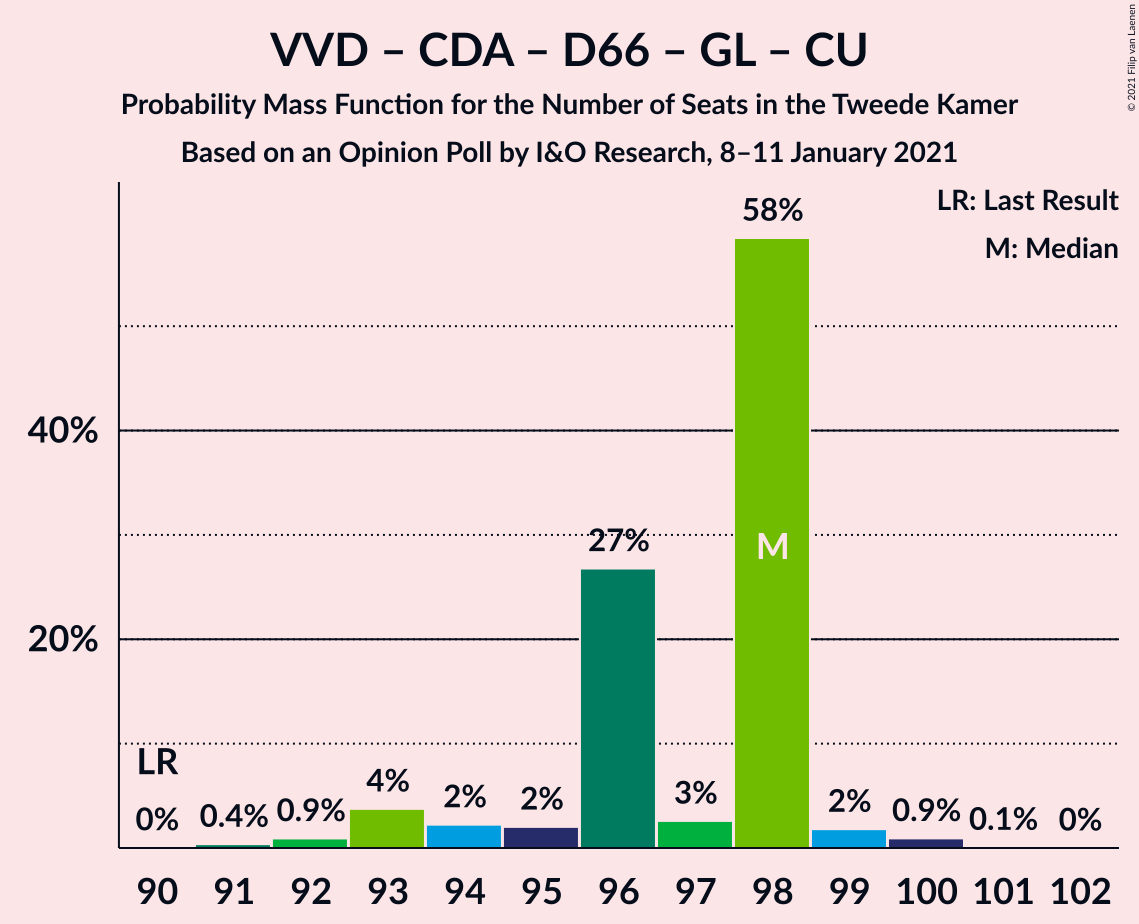 VVD – CDA – D66 – GL – CU
Probability Mass Function for the Number of Seats in the Tweede Kamer
Based on an Opinion Poll by I&O Research, 8–11 January 2021
© 2021 Filip van Laenen
LR: Last Result
M: Median
58%
40%
27%
M
20%
LR
0%
0.4%
0.9%
4%
2%
2%
3%
2%
0.9%
0.1%
0%
90 91 92 93 94 95 96 97 98 99 100 101 102